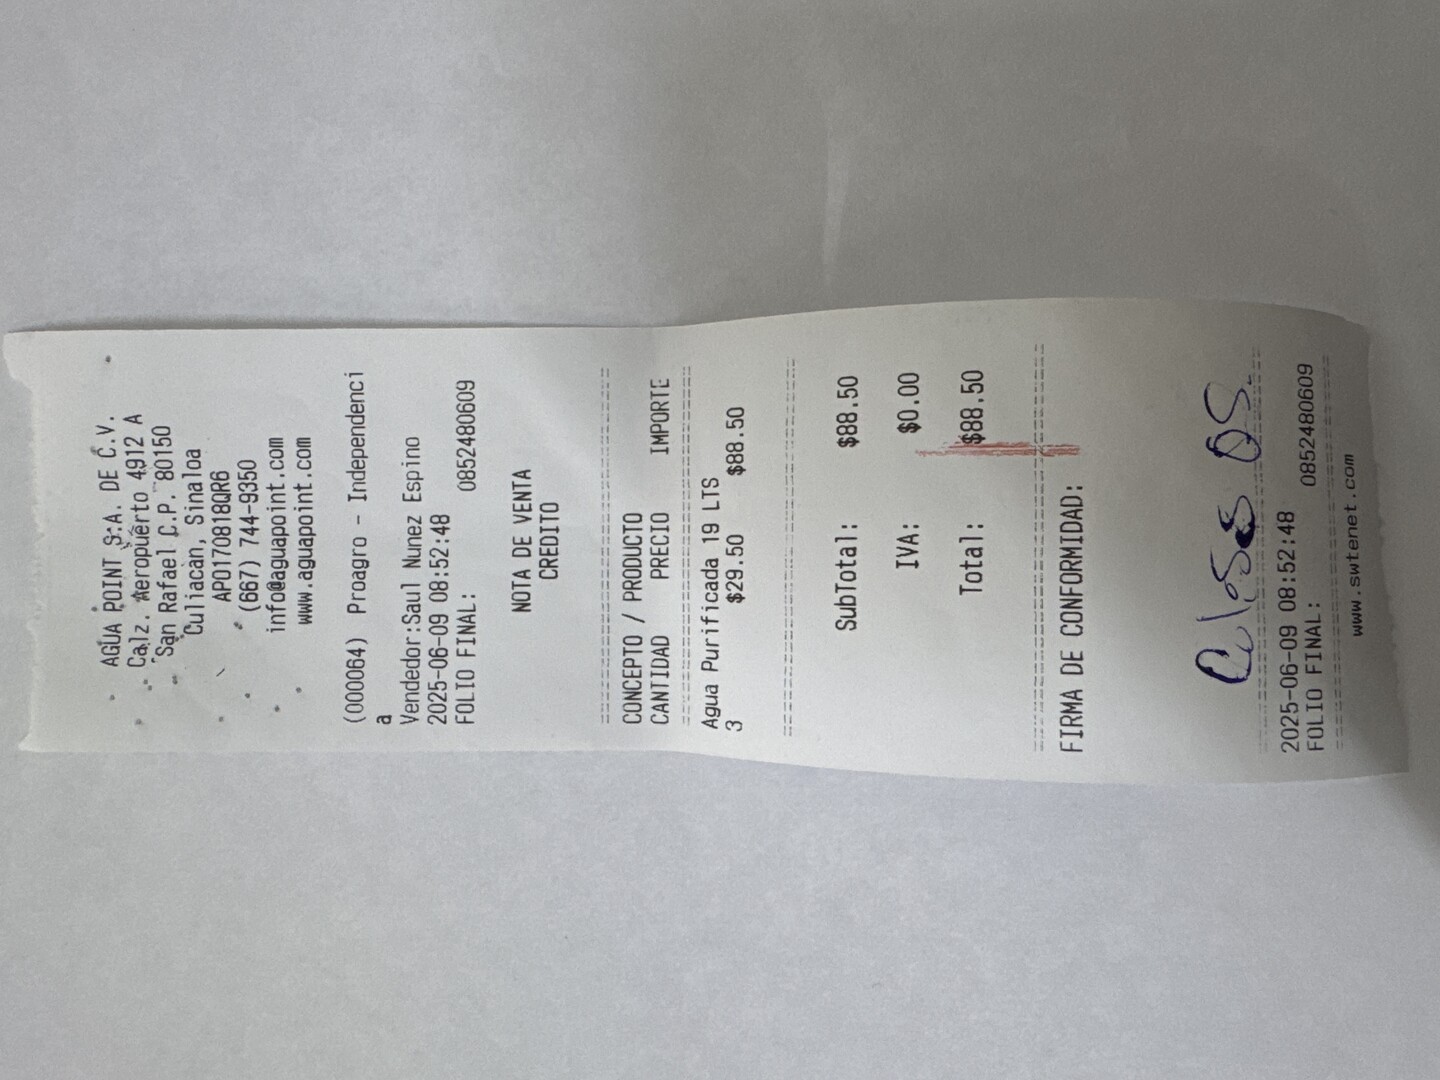 AGUA POINT S.A. DE C.V.
Calz. Aeropuerto 4912 A
San Rafael C.P. 80150
Culiacàn, Sinaloa
APO170818QR6
(667) 744-9350
info@aguapoint.com
www.aguapoint.com
(000064) Proagro - Independenci
a
Vendedor:Saul Nunez Espino
2025-06-09 08:52:48
FOLIO FINAL: 0852480609
NOTA DE VENTA
CREDITO
CONCEPTO / PRODUCTO
CANTIDAD PRECIO IMPORTE
Agua Purificada 19 LTS
3 $29.50 $88.50
SubTotal: $88.50
IVA: $0.00
Total: $88.50
FIRMA DE CONFORMIDAD:
2025-06-09 08:52:48
FOLIO FINAL: 0852480609
www.swtenet.com